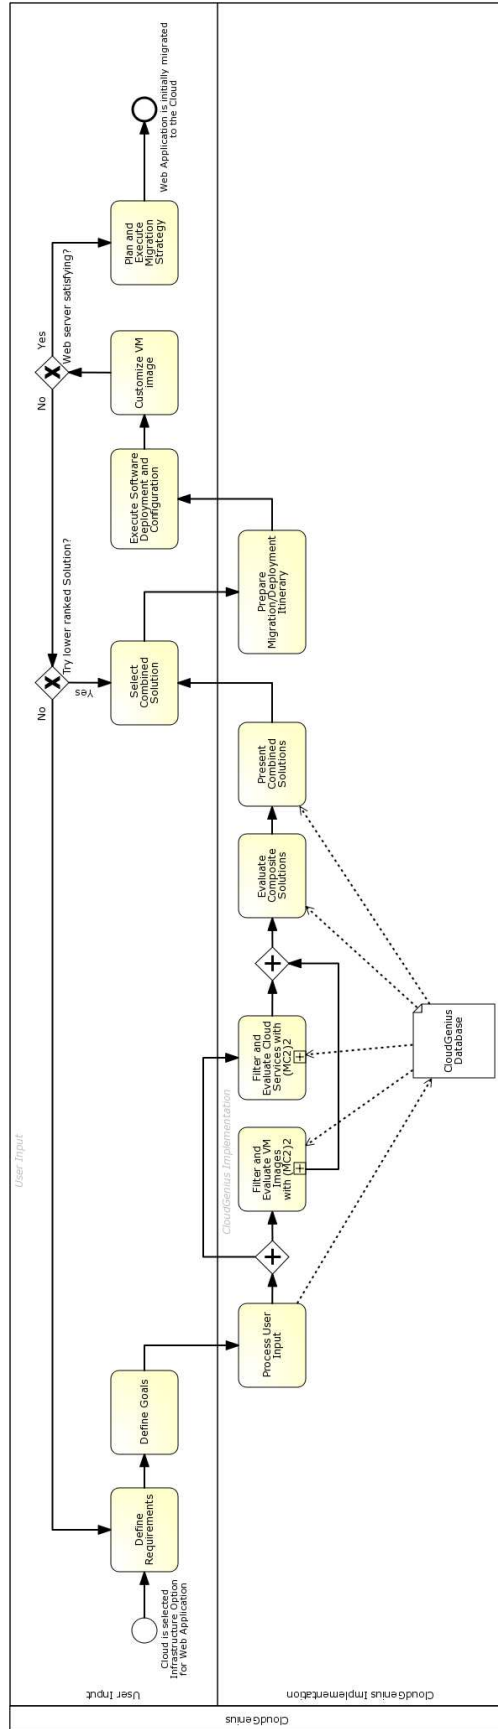 CloudGenius
User Input
CloudGenius Implementation
User Input
CloudGenius Implementation
Cloud is selected
Infrastructure Option
for Web Application
Define
Requirements
Define Goals
Process User
Input
Filter and
Evaluate VM
Images
with (MC2)2
Filter and
Evaluate Cloud
Services with
(MC2)2
CloudGenius
Database
Evaluate
Composite
Solutions
Present
Combined
Solutions
Select
Combined
Solution
Prepare
Migration/Deployment
Itinerary
Execute Software
Deployment and
Configuration
Customize VM
image
Web server satisfying?
Yes
No
Try lower ranked Solution?
Yes
No
Plan and
Execute
Migration
Strategy
Web Application is initially migrated
to the Cloud